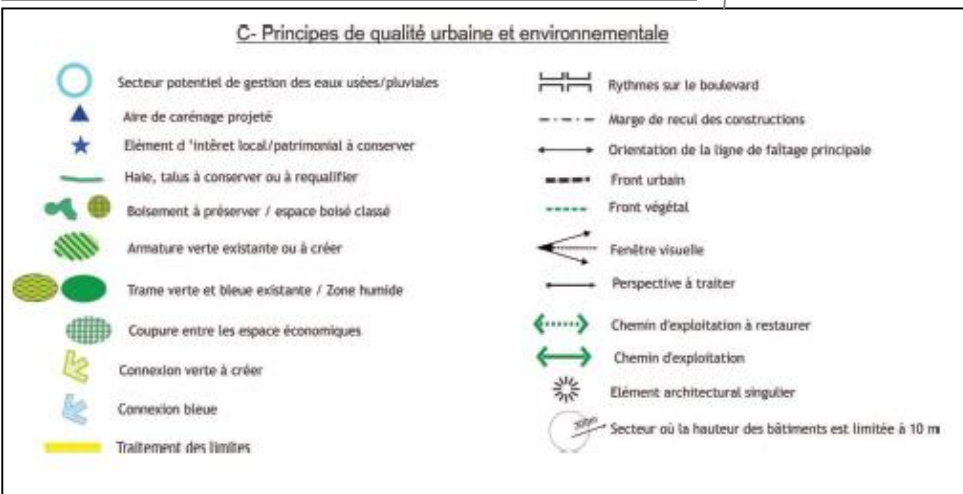 C- Principes de qualité urbaine et environnementale
Secteur potentiel de gestion des eaux usées/pluviales
Aire de carénage projeté
Elément d 'intêret local/patrimonial à conserver
Haie, talus à conserver ou à requalifier
Boisement à préserver / espace boisé classé
Armature verte existante ou à créer
Trame verte et bleue existante / Zone humide
Coupure entre les espace économiques
Connexion verte à créer
Connexion bleue
Traitement des limites
Rythmes sur le boulevard
Marge de recul des constructions
Orientation de la ligne de faîtage principale
Front urbain
Front végétal
Fenêtre visuelle
Perspective à traiter
Chemin d'exploitation à restaurer
Chemin d'exploitation
Elément architectural singulier
Secteur où la hauteur des bâtiments est limitée à 10 m